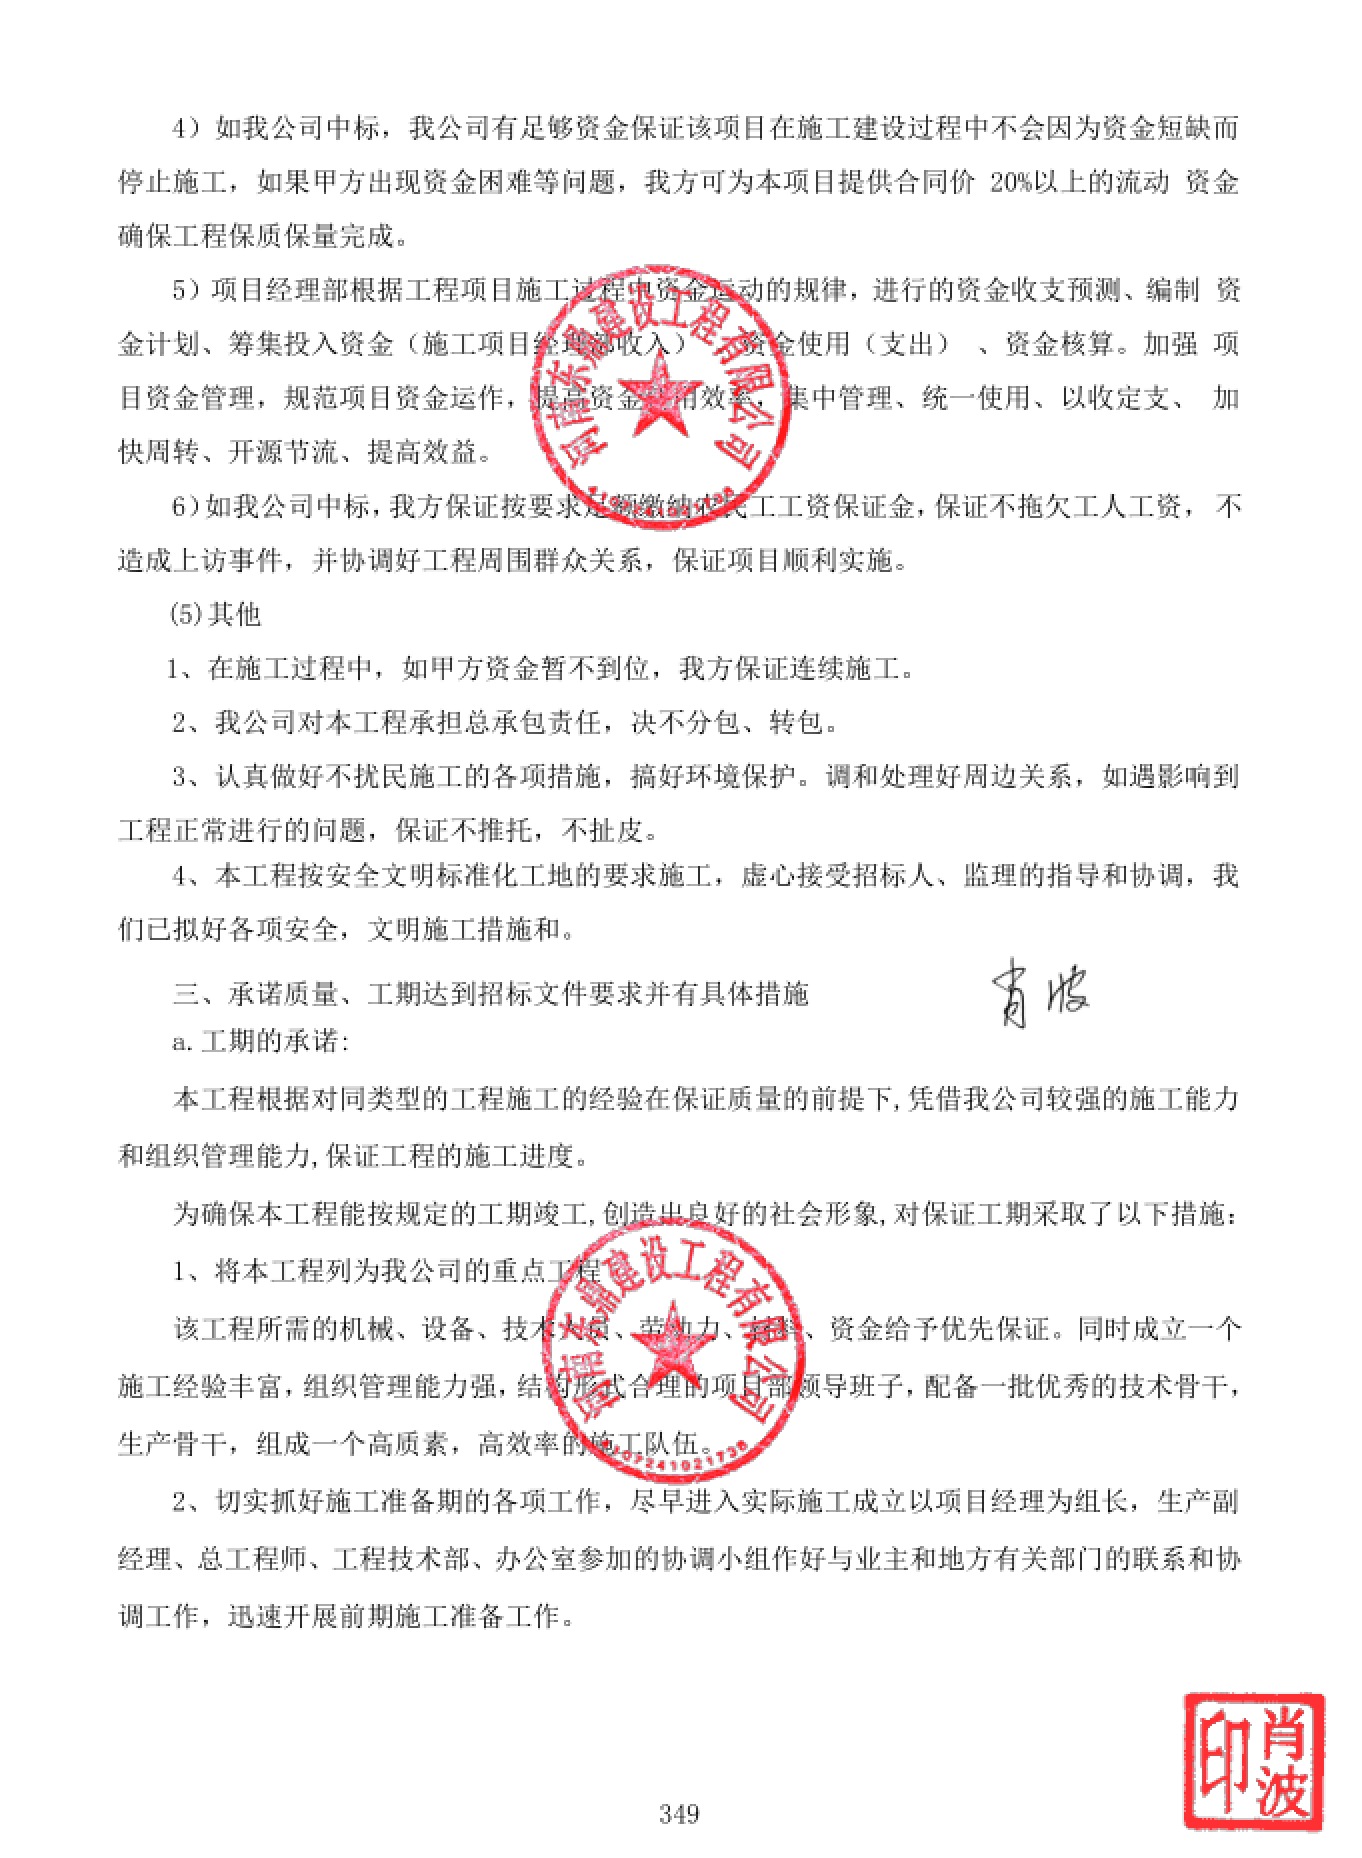 4）如我公司中标，我公司有足够资金保证该项目在施工建设过程中不会因为资金短缺而
停止施工，如果甲方出现资金困难等问题，我方可为本项目提供合同价 20%以上的流动 资金
确保工程保质保量完成。
5）项目经理部根据工程项目施工过程中资金运动的规律，进行的资金收支预测、编制 资
金计划、筹集投入资金（施工项目经理部收入） 资金使用（支出） 、资金核算。加强 项
目资金管理，规范项目资金运作，提高资金使用效率，集中管理、统一使用、以收定支、 加
快周转、开源节流、提高效益。
6)如我公司中标,我方保证按要求足额缴纳农民工工资保证金,保证不拖欠工人工资， 不
造成上访事件，并协调好工程周围群众关系，保证项目顺利实施。
(5)其他
1、在施工过程中，如甲方资金暂不到位，我方保证连续施工。
2、我公司对本工程承担总承包责任，决不分包、转包。
3、认真做好不扰民施工的各项措施，搞好环境保护。调和处理好周边关系，如遇影响到
工程正常进行的问题，保证不推托，不扯皮。
4、本工程按安全文明标准化工地的要求施工，虚心接受招标人、监理的指导和协调，我
们已拟好各项安全，文明施工措施和。
三、承诺质量、工期达到招标文件要求并有具体措施
肖波
a.工期的承诺:
本工程根据对同类型的工程施工的经验在保证质量的前提下,凭借我公司较强的施工能力
和组织管理能力,保证工程的施工进度。
为确保本工程能按规定的工期竣工,创造出良好的社会形象,对保证工期采取了以下措施:
1、将本工程列为我公司的重点工程
该工程所需的机械、设备、技术人员、劳动力、材料、资金给予优先保证。同时成立一个
施工经验丰富,组织管理能力强,结构形式合理的项目部领导班子,配备一批优秀的技术骨干,
生产骨干，组成一个高质素，高效率的施工队伍。
2、切实抓好施工准备期的各项工作，尽早进入实际施工成立以项目经理为组长，生产副
经理、总工程师、工程技术部、办公室参加的协调小组作好与业主和地方有关部门的联系和协
调工作，迅速开展前期施工准备工作。
河南东鼎建设工程有限公司
4107241021738
河南东鼎建设工程有限公司
4107241021738
肖波印
349